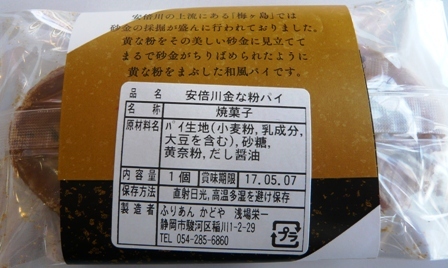 安倍川の上流にある「梅ヶ島」では
砂金の採掘が盛んに行われておりました。
黄な粉をその美しい砂金に見立てて
まるで砂金がちりばめられたように
黄な粉をまぶした和風パイです。
品名 安倍川金な粉パイ
名称 焼菓子
原材料名 パイ生地(小麦粉,乳成分,
大豆を含む),砂糖,
黄奈粉,だし醤油
内容量 1個 賞味期限 17.05.07
保存方法 直射日光,高温多湿を避け保存
製造者 ふりあん かどや 浅場栄一
静岡市駿河区稲川1-2-29
TEL 054-285-6860
プラ